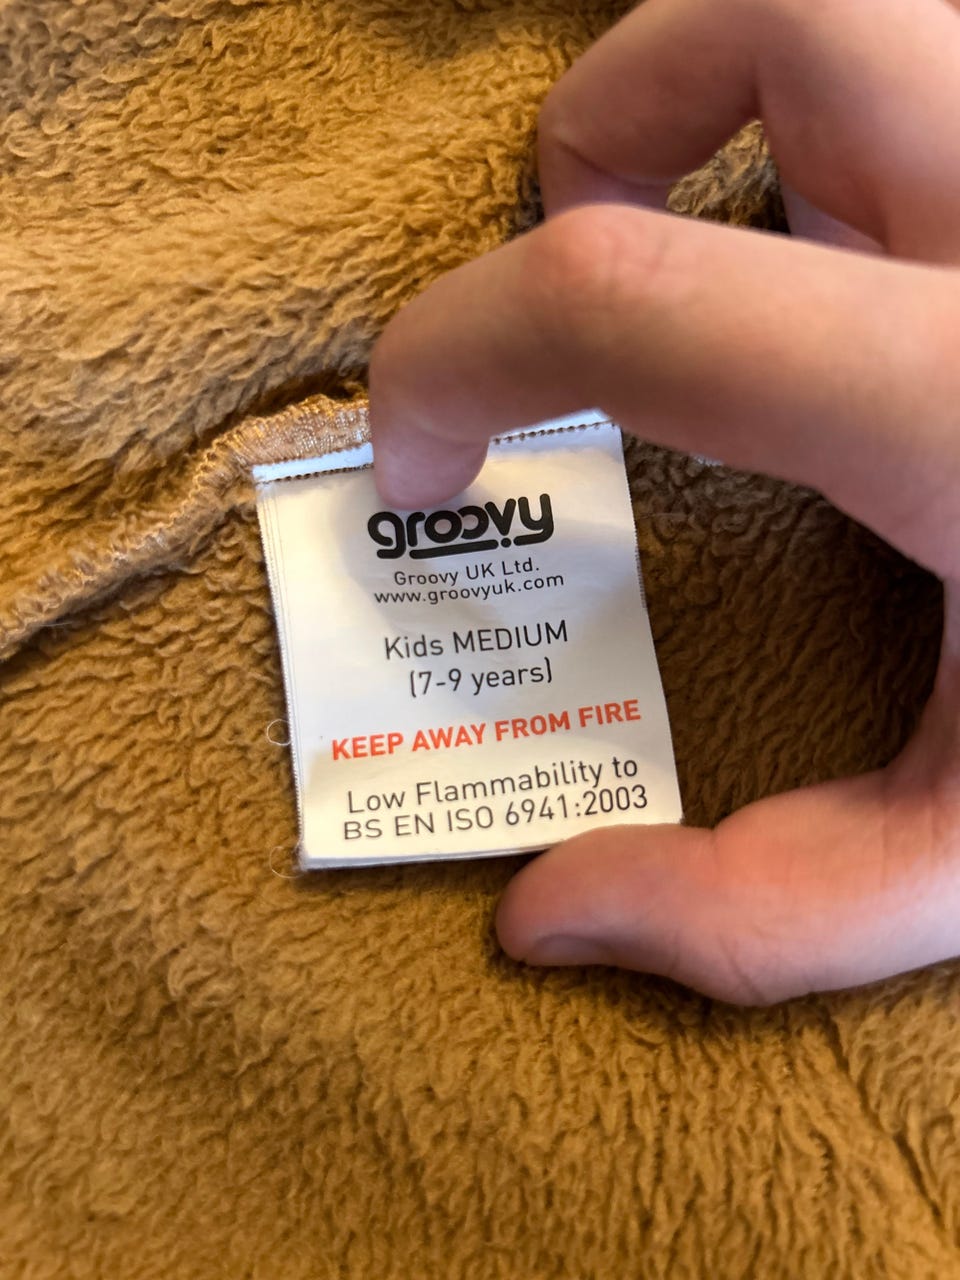 groovy
Groovy UK Ltd.
www.groovyuk.com
Kids MEDIUM
(7-9 years)
KEEP AWAY FROM FIRE
Low Flammability to
BS EN ISO 6941:2003